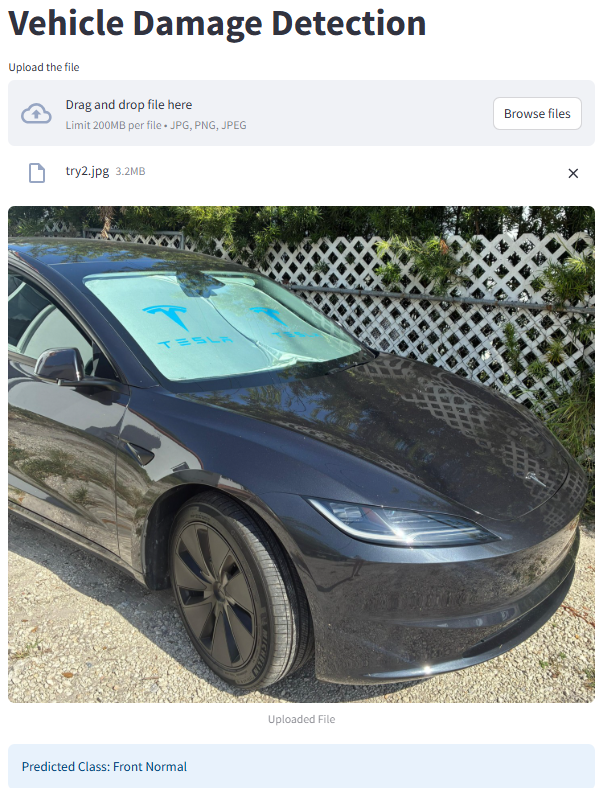 Vehicle Damage Detection
Upload the file
Drag and drop file here
Limit 200MB per file • JPG, PNG, JPEG
Browse files
try2.jpg 3.2MB
TESLA
TESLA
Uploaded File
Predicted Class: Front Normal